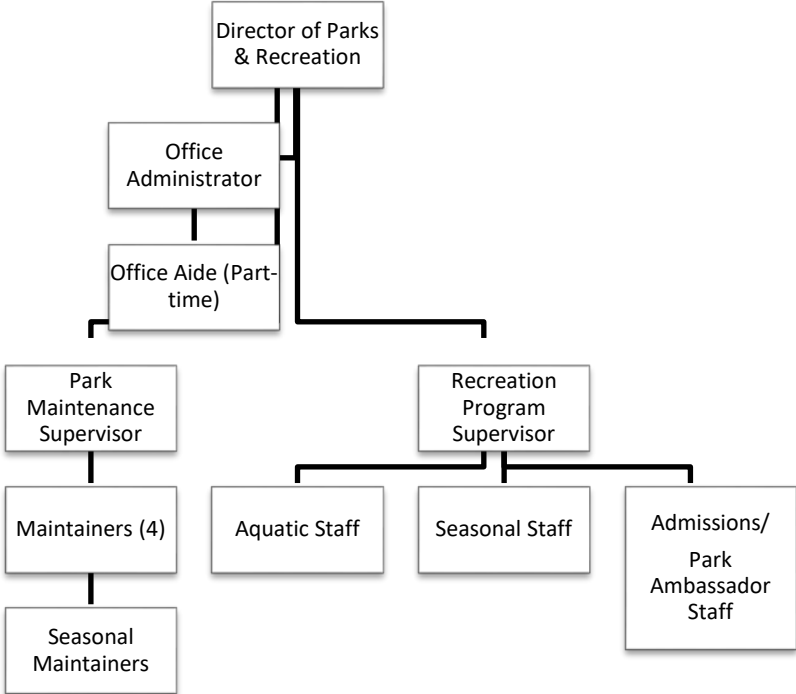 Director of Parks
& Recreation
Office
Administrator
Office Aide (Part-
time)
Park
Maintenance
Supervisor
Recreation
Program
Supervisor
Maintainers (4)
Aquatic Staff
Seasonal Staff
Admissions/
Park
Ambassador
Staff
Seasonal
Maintainers